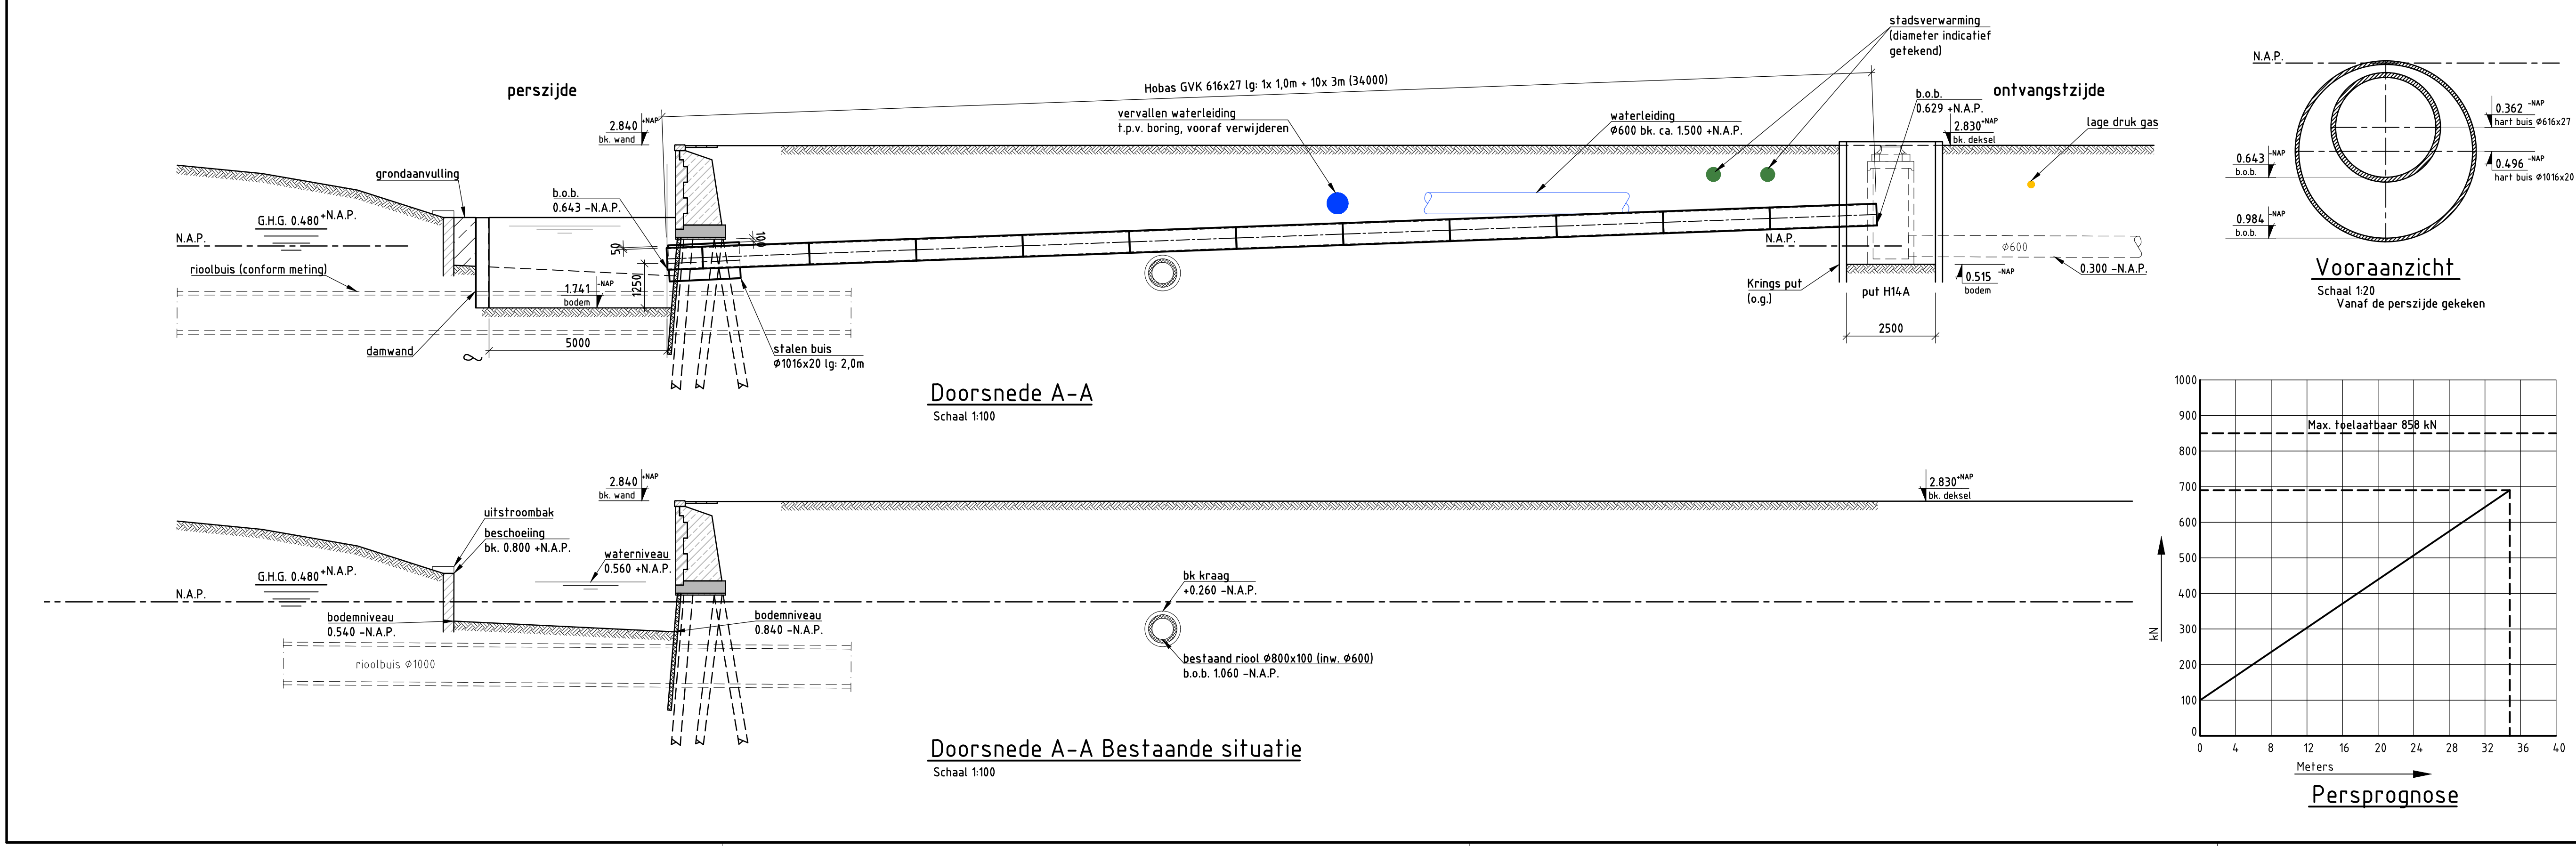 perszijde
Hobas GVK 616x27 lg: 1x 1,0m + 10x 3m (34000)
stadsverwarming
(diameter indicatief
getekend)
ontvangstzijde
b.o.b.
0.629 +N.A.P.
2.840 +NAP
bk. wand
vervallen waterleiding
t.p.v. boring, vooraf verwijderen
waterleiding
Ø600 bk. ca. 1.500 +N.A.P.
2.830 +NAP
bk. deksel
lage druk gas
grondaanvulling
b.o.b.
0.643 -N.A.P.
G.H.G. 0.480 +N.A.P.
N.A.P.
rioolbuis (conform meting)
50
100
1250
1.741 -NAP
bodem
damwand
5000
stalen buis
Ø1016x20 lg: 2,0m
N.A.P.
Ø600
0.300 -N.A.P.
Krings put
(o.g.)
put H14A
0.515 -NAP
bodem
2500
Doorsnede A-A
Schaal 1:100
N.A.P.
0.362 -NAP
hart buis Ø616x27
0.643 -NAP
b.o.b.
0.496 -NAP
hart buis Ø1016x20
0.984 -NAP
b.o.b.
Vooraanzicht
Schaal 1:20
Vanaf de perszijde gekeken
2.840 +NAP
bk. wand
2.830 +NAP
bk. deksel
uitstroombak
beschoeiing
bk. 0.800 +N.A.P.
waterniveau
0.560 +N.A.P.
G.H.G. 0.480 +N.A.P.
N.A.P.
bodemniveau
0.540 -N.A.P.
bodemniveau
0.840 -N.A.P.
rioolbuis Ø1000
bk kraag
+0.260 -N.A.P.
bestaand riool Ø800x100 (inw. Ø600)
b.o.b. 1.060 -N.A.P.
Doorsnede A-A Bestaande situatie
Schaal 1:100
1000
900
Max. toelaatbaar 858 kN
800
700
600
500
400
300
200
100
0
kN
0 4 8 12 16 20 24 28 32 36 40
Meters
Persprognose